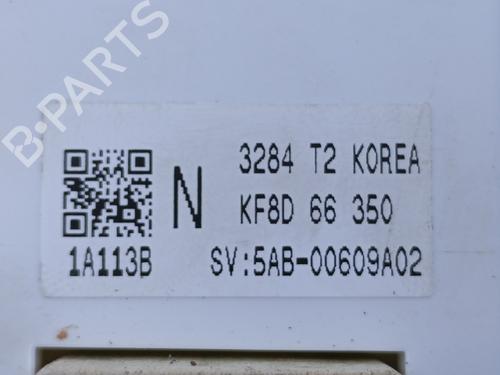 B-PARTS
N
3284 T2 KOREA
KF8D 66 350
1A113B
SV:5AB-00609A02